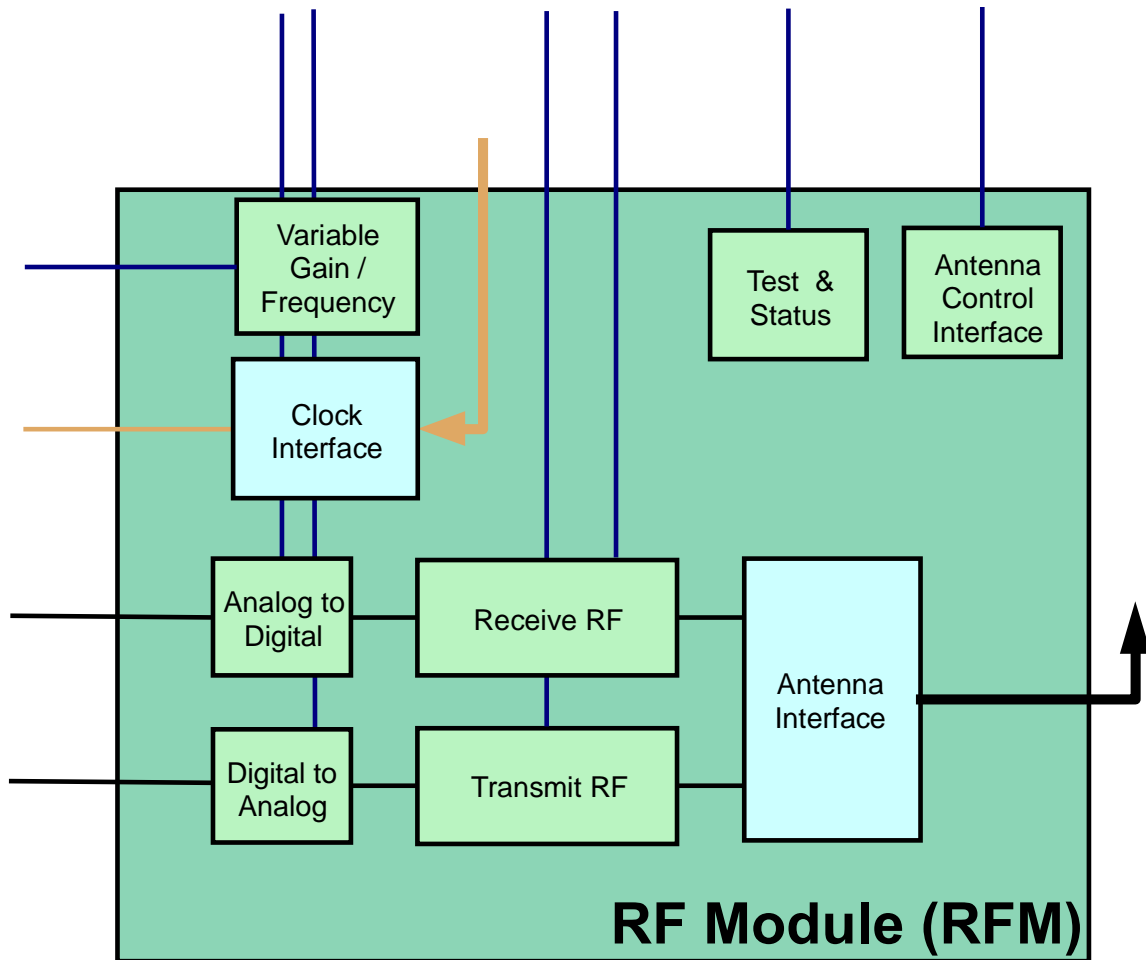 Variable
Gain /
Frequency
Test &
Status
Antenna
Control
Interface
Clock
Interface
Analog to
Digital
Receive RF
Antenna
Interface
Digital to
Analog
Transmit RF
RF Module (RFM)